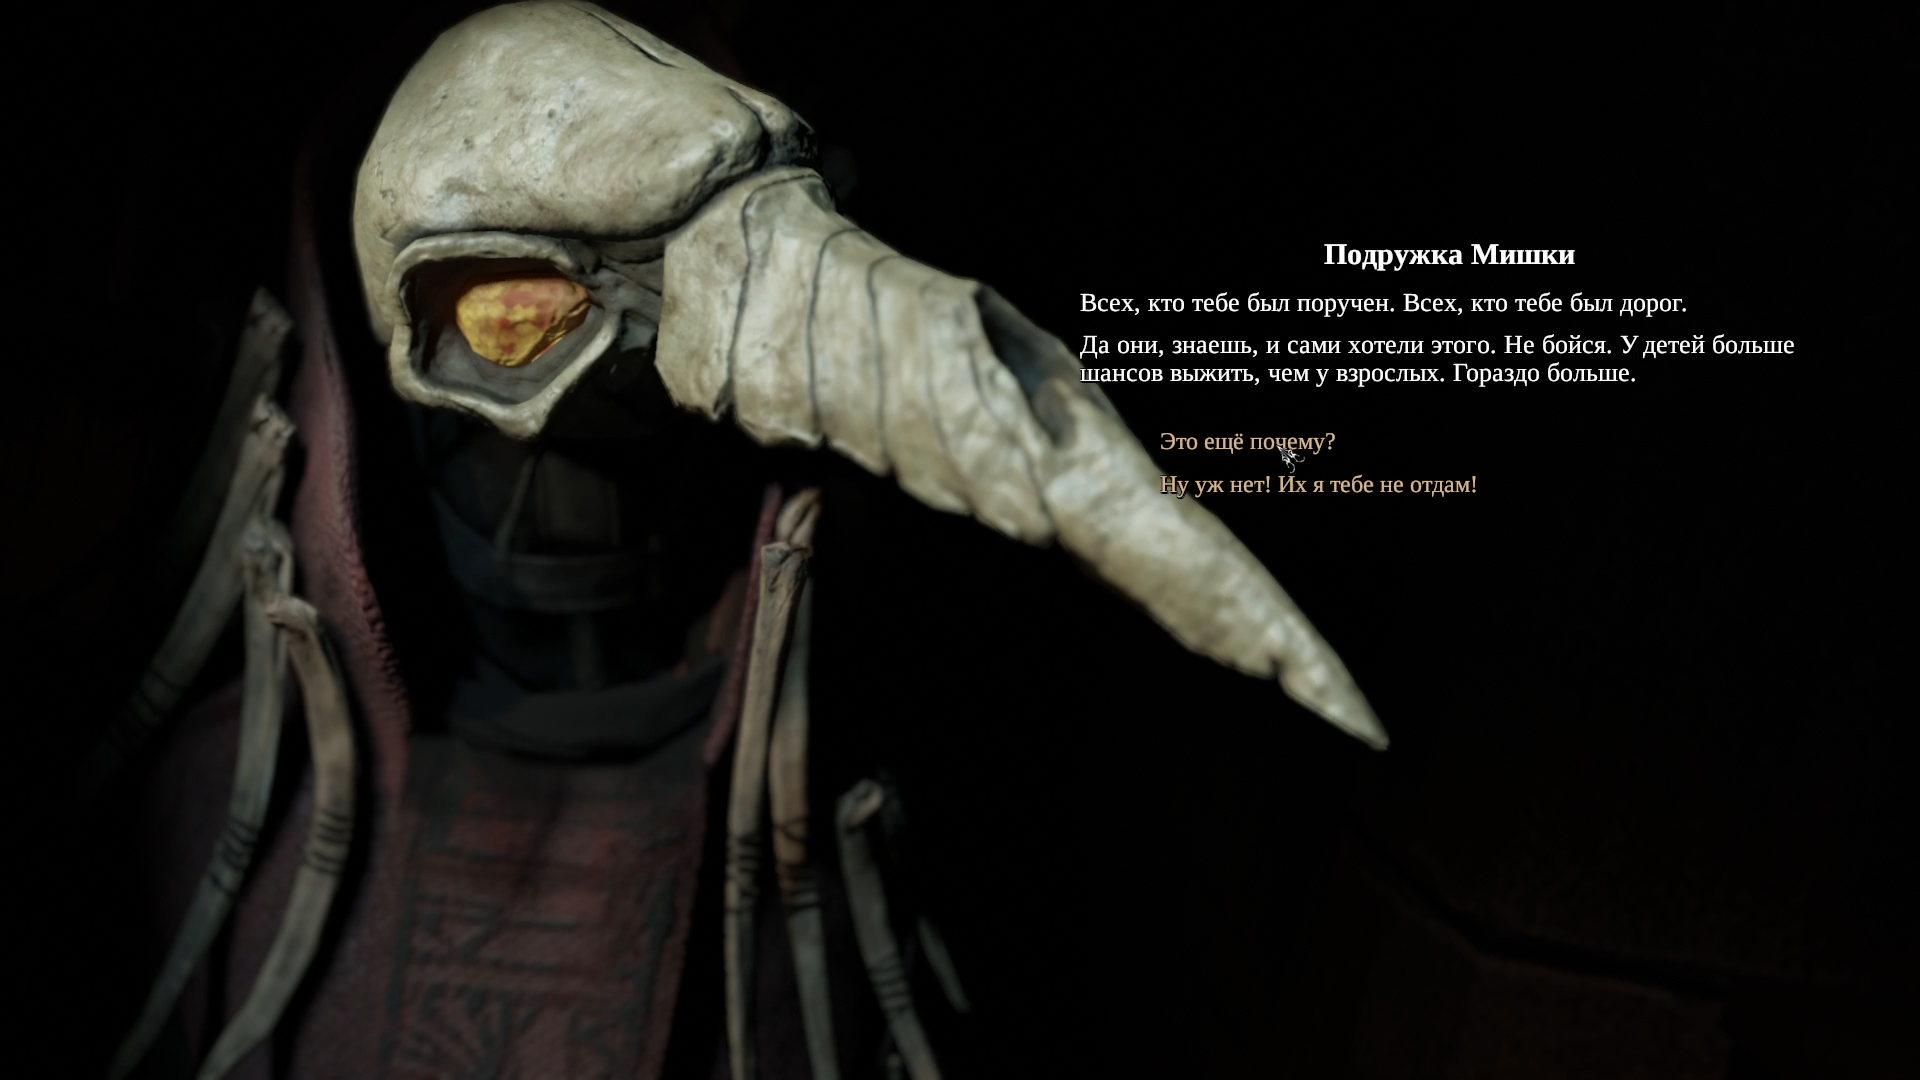 Подружка Мишки
Всех, кто тебе был поручен. Всех, кто тебе был дорог.
Да они, знаешь, и сами хотели этого. Не бойся. У детей больше
шансов выжить, чем у взрослых. Гораздо больше.
Это ещё почему?
Ну уж нет! Их я тебе не отдам!